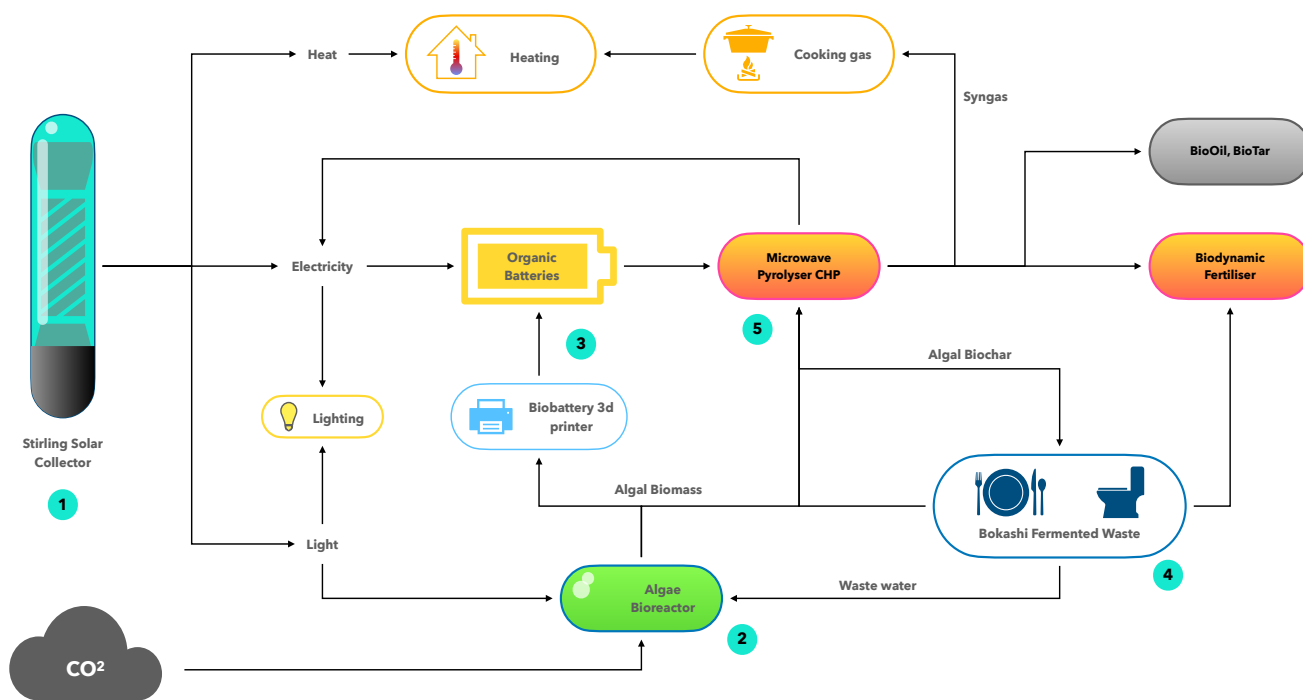 Heat
Heating
Cooking gas
Syngas
BioOil, BioTar
Electricity
Organic
Batteries
Microwave
Pyrolyser CHP
Biodynamic
Fertiliser
3
5
Algal Biochar
Lighting
Biobattery 3d
printer
Stirling Solar
Collector
1
Algal Biomass
Bokashi Fermented Waste
Light
4
Algae
Bioreactor
Waste water
2
CO²